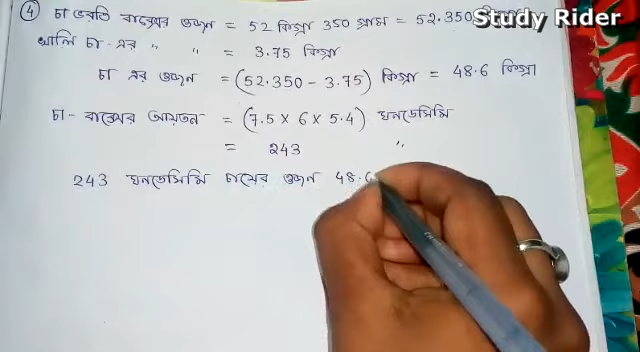 Study Rider
④ চা ভরতি বাক্সের ওজন = 52 কিগ্রা 350 গ্রাম = 52.350
খালি চা-এর " " = 3.75 কিগ্রা
চা এর ওজন = (52.350 - 3.75) কিগ্রা = 48.6 কিগ্রা
চা-বাক্সের আয়তন = (7.5 × 6 × 5.4) ঘনডেসিমি
= 243 "
243 ঘনডেসিমি চায়ের ওজন 48.6